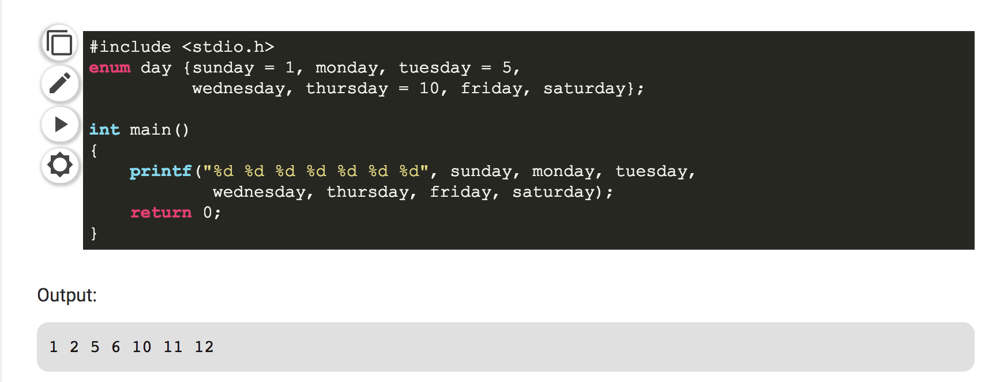 #include <stdio.h>
enum day {sunday = 1, monday, tuesday = 5,
          wednesday, thursday = 10, friday, saturday};
int main()
{
    printf("%d %d %d %d %d %d %d", sunday, monday, tuesday,
            wednesday, thursday, friday, saturday);
    return 0;
}
Output:
1 2 5 6 10 11 12